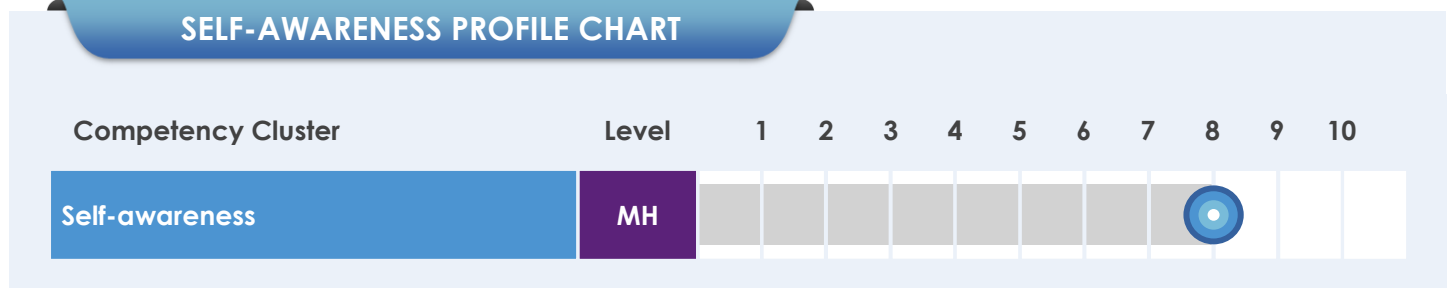 SELF-AWARENESS PROFILE CHART
Competency Cluster Level 1 2 3 4 5 6 7 8 9 10
Self-awareness MH